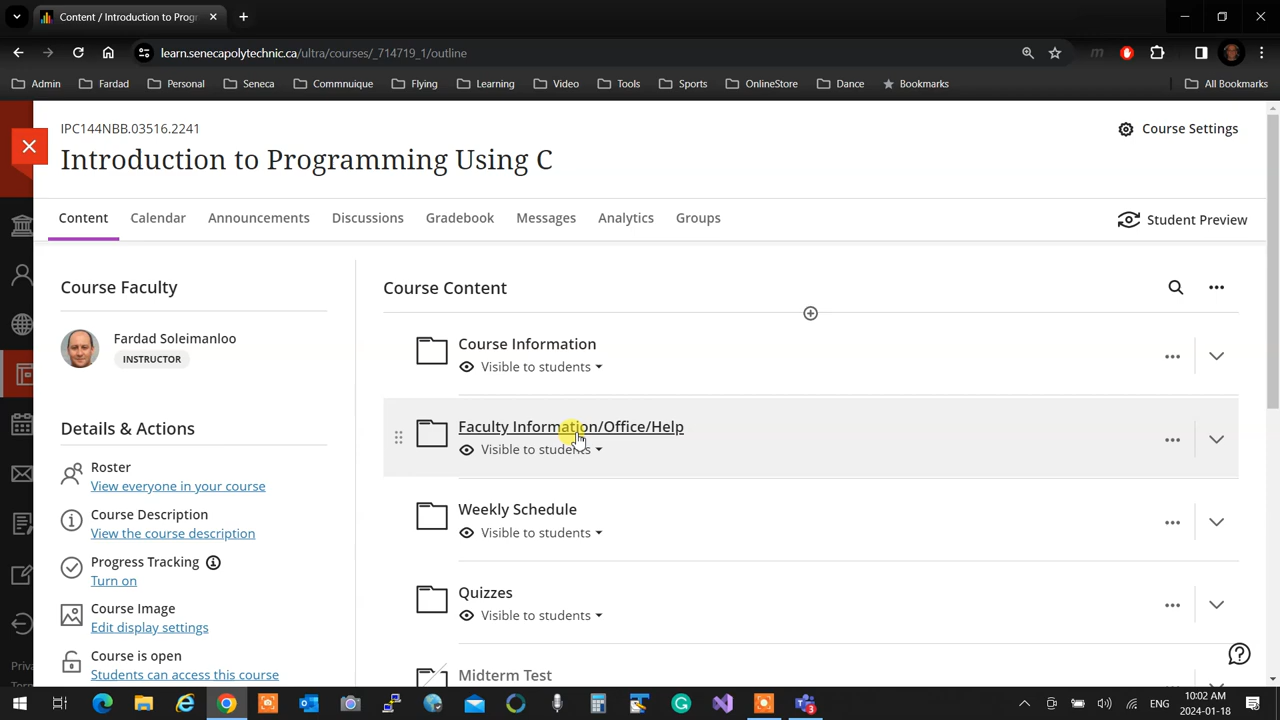 Content / Introduction to Progr
learn.senecapolytechnic.ca/ultra/courses/_714719_1/outline
Admin Fardad Personal Seneca Commnuique Flying Learning Video Tools Sports OnlineStore Dance Bookmarks All Bookmarks
IPC144NBB.03516.2241
Course Settings
Introduction to Programming Using C
Content Calendar Announcements Discussions Gradebook Messages Analytics Groups
Student Preview
Course Faculty
Fardad Soleimanloo
INSTRUCTOR
Details & Actions
Roster
View everyone in your course
Course Description
View the course description
Progress Tracking
Turn on
Course Image
Edit display settings
Course is open
Students can access this course
Course Content
Course Information
Visible to students
Faculty Information/Office/Help
Visible to students
Weekly Schedule
Visible to students
Quizzes
Visible to students
Midterm Test
Priva
ENG
10:02 AM
2024-01-18